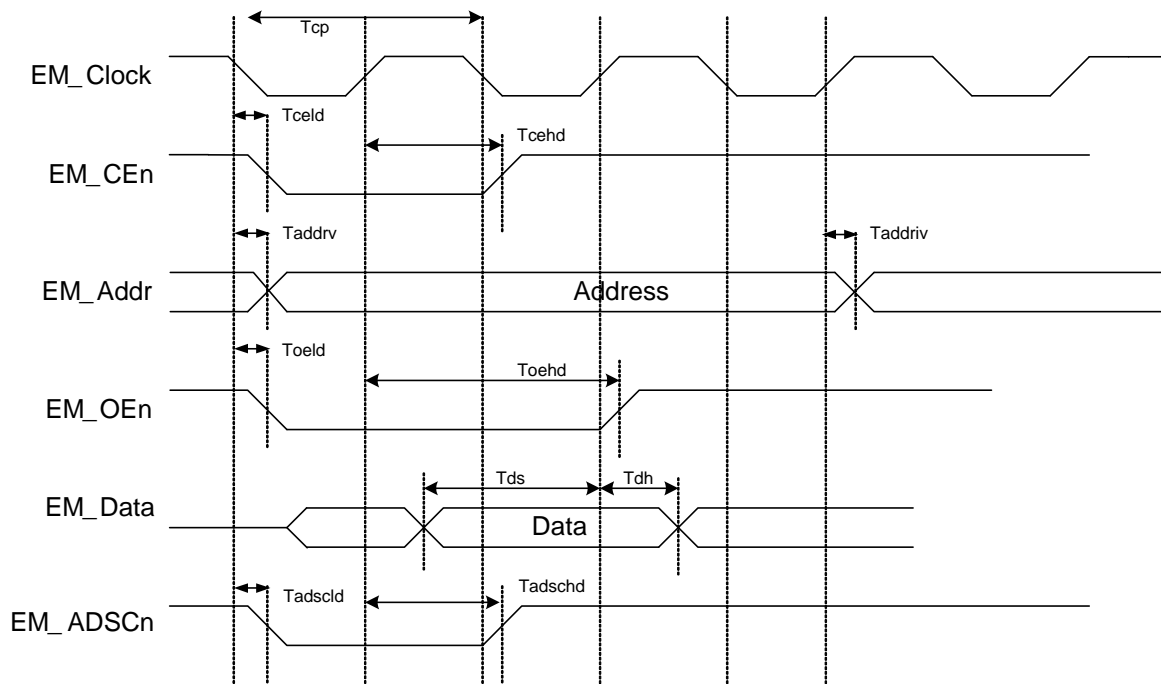 Tcp
EM_Clock
Tceld
Tcehd
EM_CEn
Taddrv
Taddriv
EM_Addr
Address
Toeld
Toehd
EM_OEn
Tds
Tdh
EM_Data
Data
Tadscld
Tadschd
EM_ADSCn